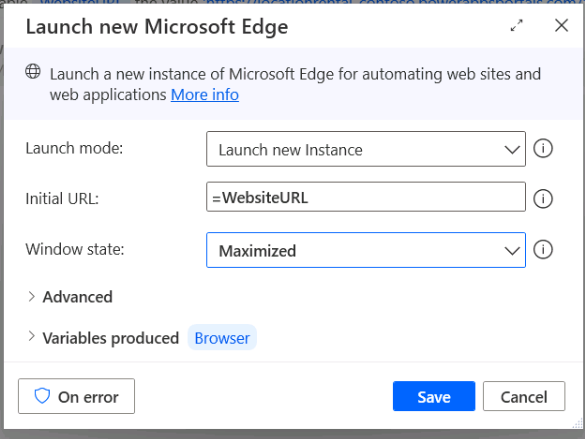 Launch new Microsoft Edge
Launch a new instance of Microsoft Edge for automating web sites and
web applications More info
Launch mode:
Launch new Instance
Initial URL:
=WebsiteURL
Window state:
Maximized
Advanced
Variables produced Browser
On error
Save
Cancel